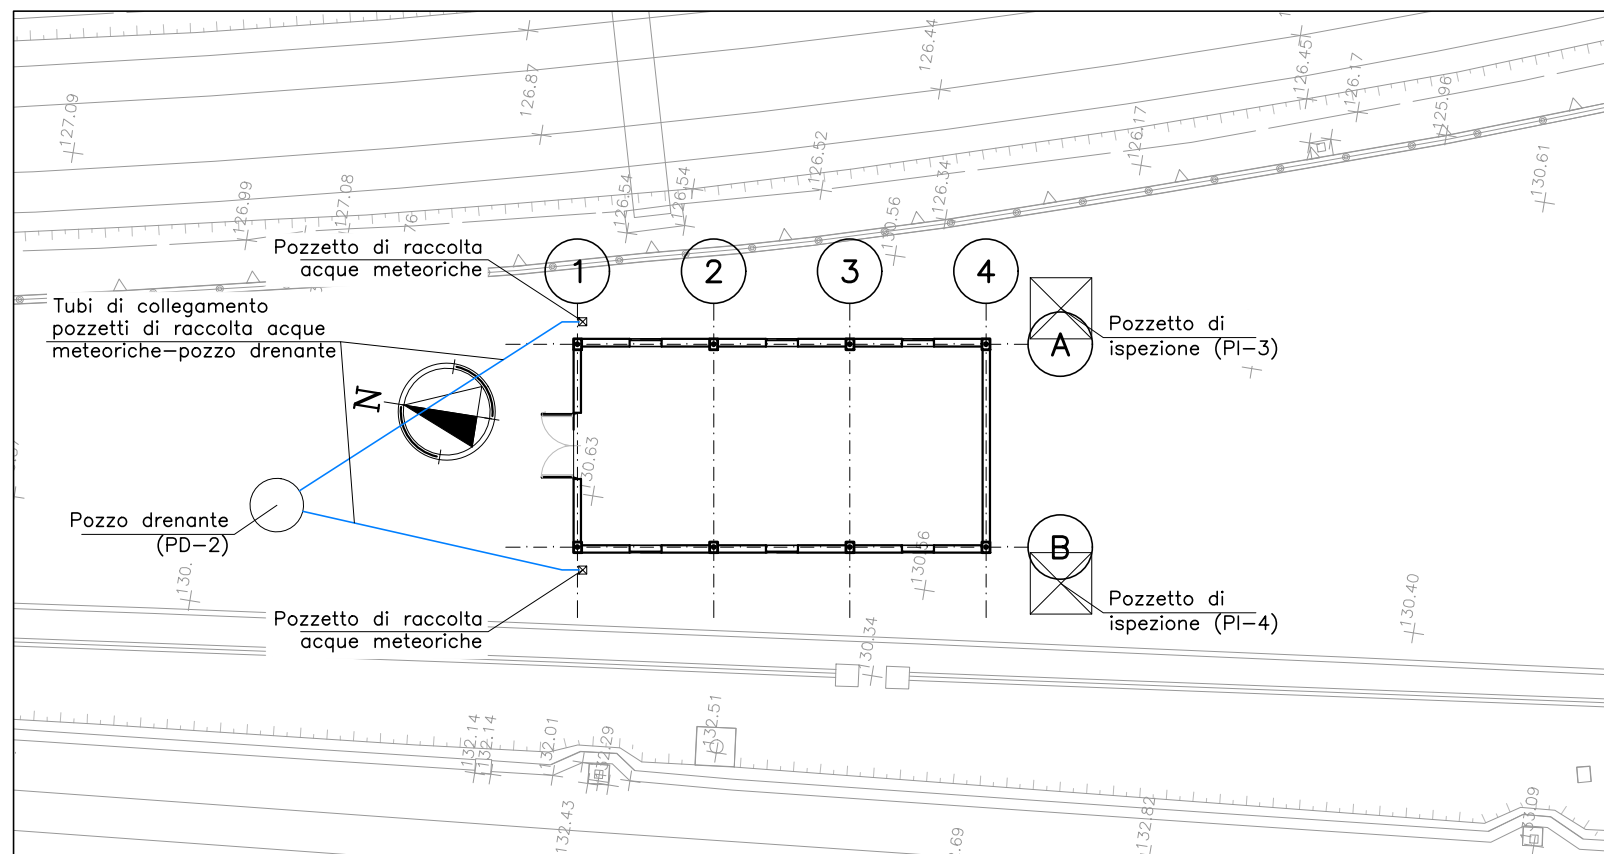 126.44
126.45
126.17
127.09
126.87
125.96
126.17
126.52
126.54
126.54
126.34
130.61
126.99
127.08
Pozzetto di raccolta
acque meteoriche
1
2
3
4
Tubi di collegamento
pozzetti di raccolta acque
meteoriche-pozzo drenante
Pozzetto di
ispezione (PI-3)
A
N
Pozzo drenante
(PD-2)
B
Pozzetto di
ispezione (PI-4)
130.40
Pozzetto di raccolta
acque meteoriche
130.34
132.14
132.14
132.01
132.29
132.51
132.43
132.82
133.09